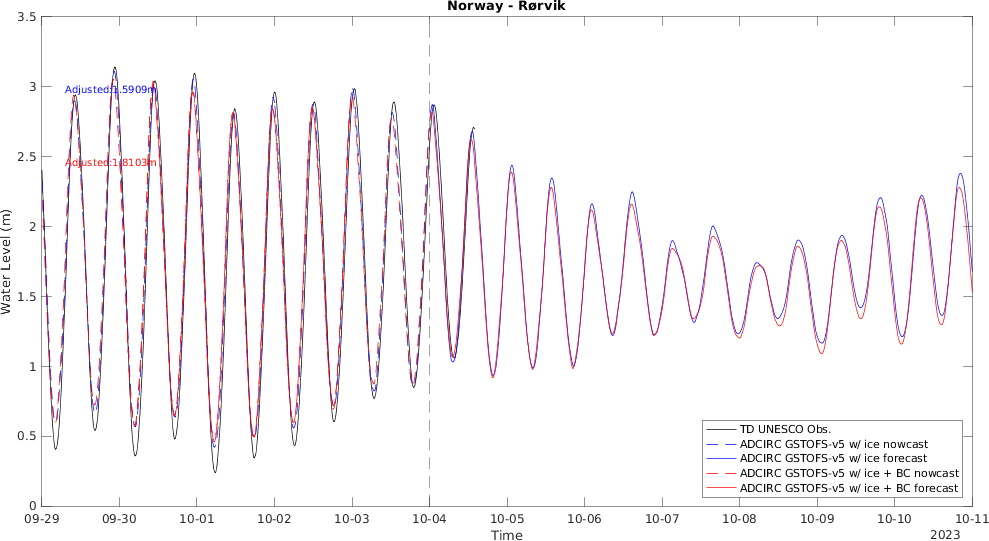 Norway - Rørvik
3.5
3
2.5
2
1.5
1
0.5
0
Water Level (m)
Adjusted:1.5909m
Adjusted:1.8103m
TD UNESCO Obs.
ADCIRC GSTOFS-v5 w/ ice nowcast
ADCIRC GSTOFS-v5 w/ ice forecast
ADCIRC GSTOFS-v5 w/ ice + BC nowcast
ADCIRC GSTOFS-v5 w/ ice + BC forecast
09-29 09-30 10-01 10-02 10-03 10-04 10-05 10-06 10-07 10-08 10-09 10-10 10-11
Time
2023